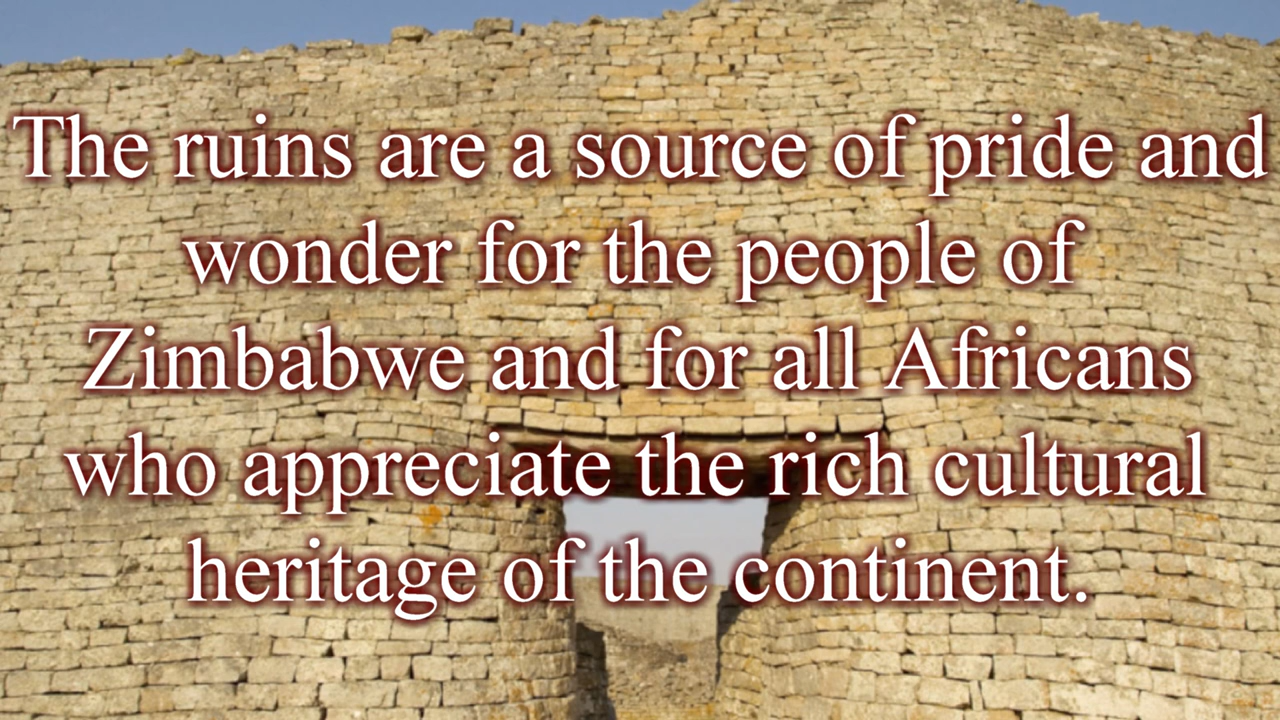 The ruins are a source of pride and
wonder for the people of
Zimbabwe and for all Africans
who appreciate the rich cultural
heritage of the continent.